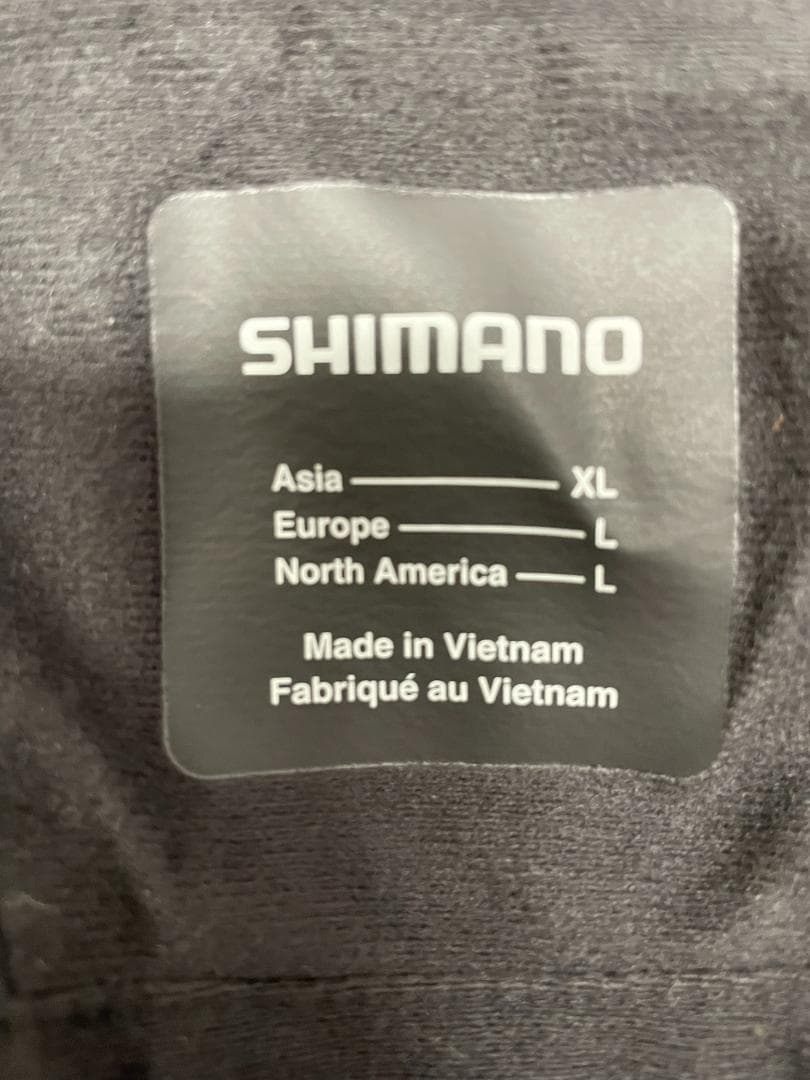 SHIMANO
Asia XL
Europe L
North America L
Made in Vietnam
Fabriqué au Vietnam